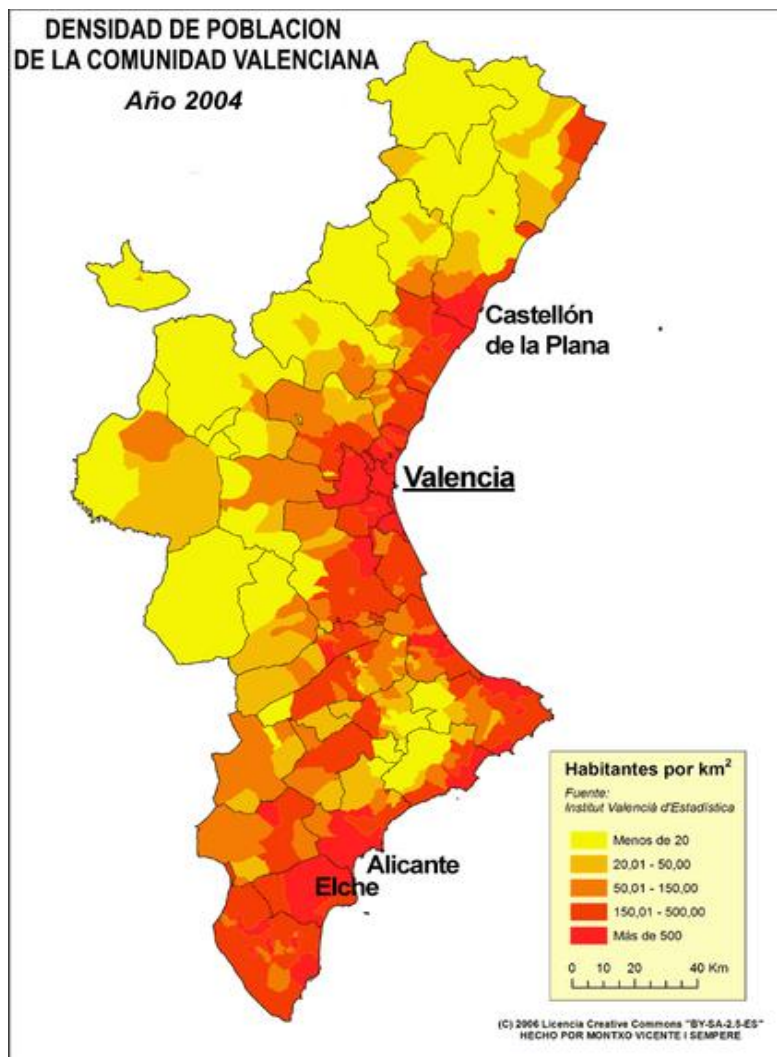 DENSIDAD DE POBLACION
DE LA COMUNIDAD VALENCIANA
Año 2004
Castellón
de la Plana
Valencia
Alicante
Elche
Habitantes por km²
Fuente:
Institut Valencià d'Estadística
Menos de 20
20,01 - 50,00
50,01 - 150,00
150,01 - 500,00
Más de 500
0 10 20 40 Km
(C) 2006 Licencia Creative Commons "BY-SA-2.5-ES"
HECHO POR MONTXO VICENTE I SEMPERE